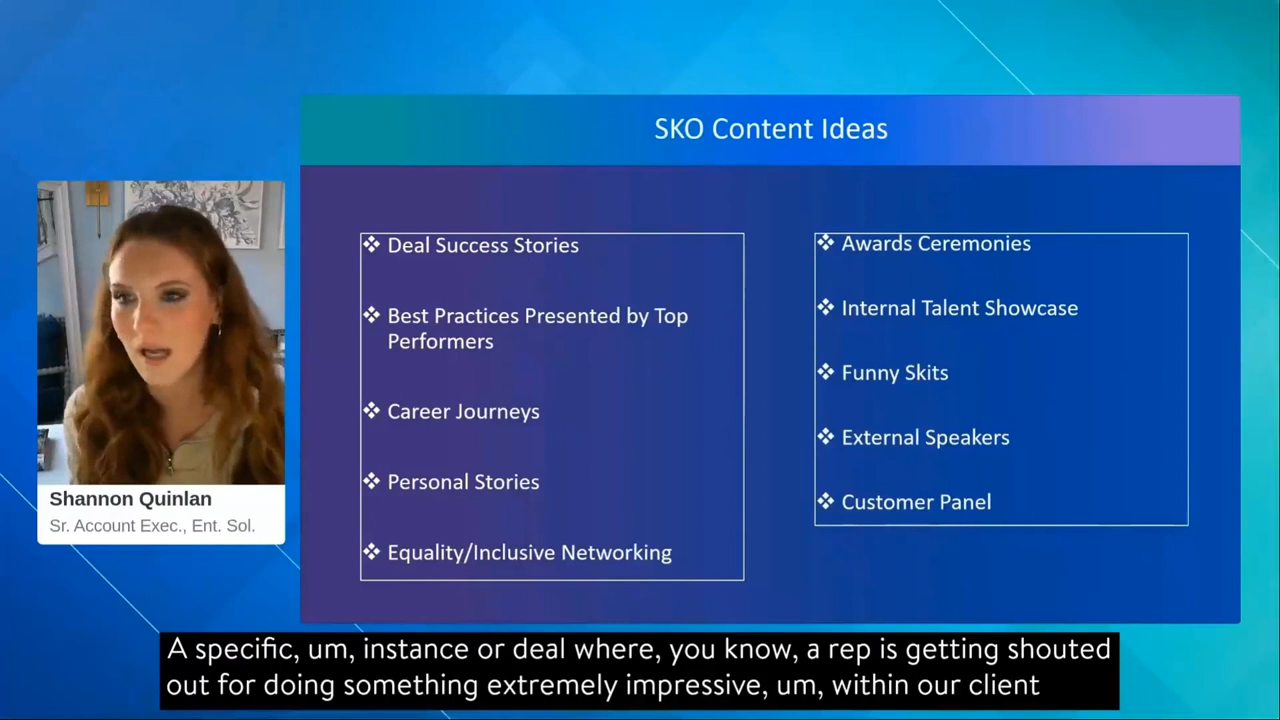 SKO Content Ideas
❖ Deal Success Stories
❖ Best Practices Presented by Top
Performers
❖ Career Journeys
❖ Personal Stories
❖ Equality/Inclusive Networking
❖ Awards Ceremonies
❖ Internal Talent Showcase
❖ Funny Skits
❖ External Speakers
❖ Customer Panel
Shannon Quinlan
Sr. Account Exec., Ent. Sol.
A specific, um, instance or deal where, you know, a rep is getting shouted
out for doing something extremely impressive, um, within our client